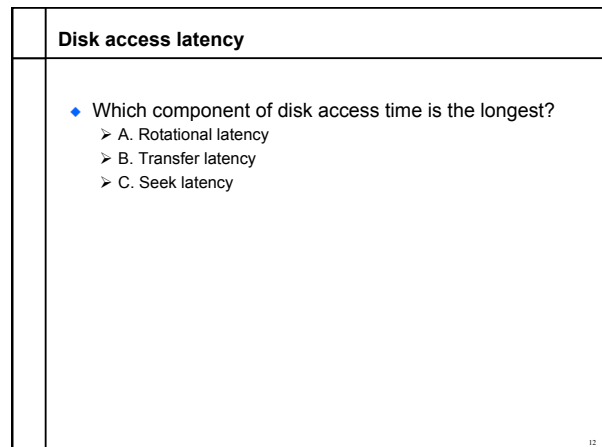 Disk access latency
◆ Which component of disk access time is the longest?
➢ A. Rotational latency
➢ B. Transfer latency
➢ C. Seek latency
12